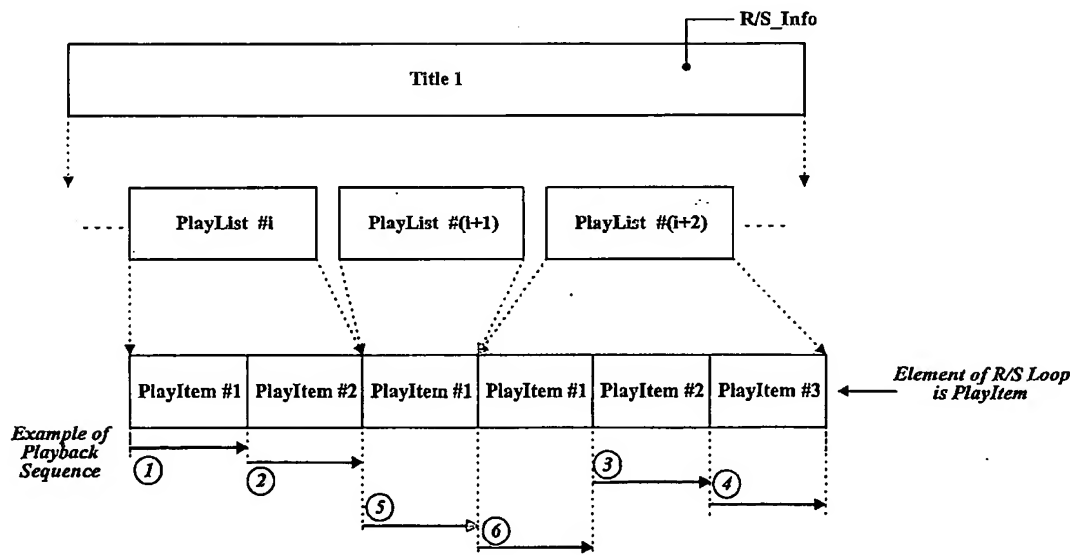 R/S_Info
Title 1
PlayList #i
PlayList #(i+1)
PlayList #(i+2)
PlayItem #1
PlayItem #2
PlayItem #1
PlayItem #1
PlayItem #2
PlayItem #3
Element of R/S Loop
is PlayItem
Example of
Playback
Sequence
1
2
3
4
5
6